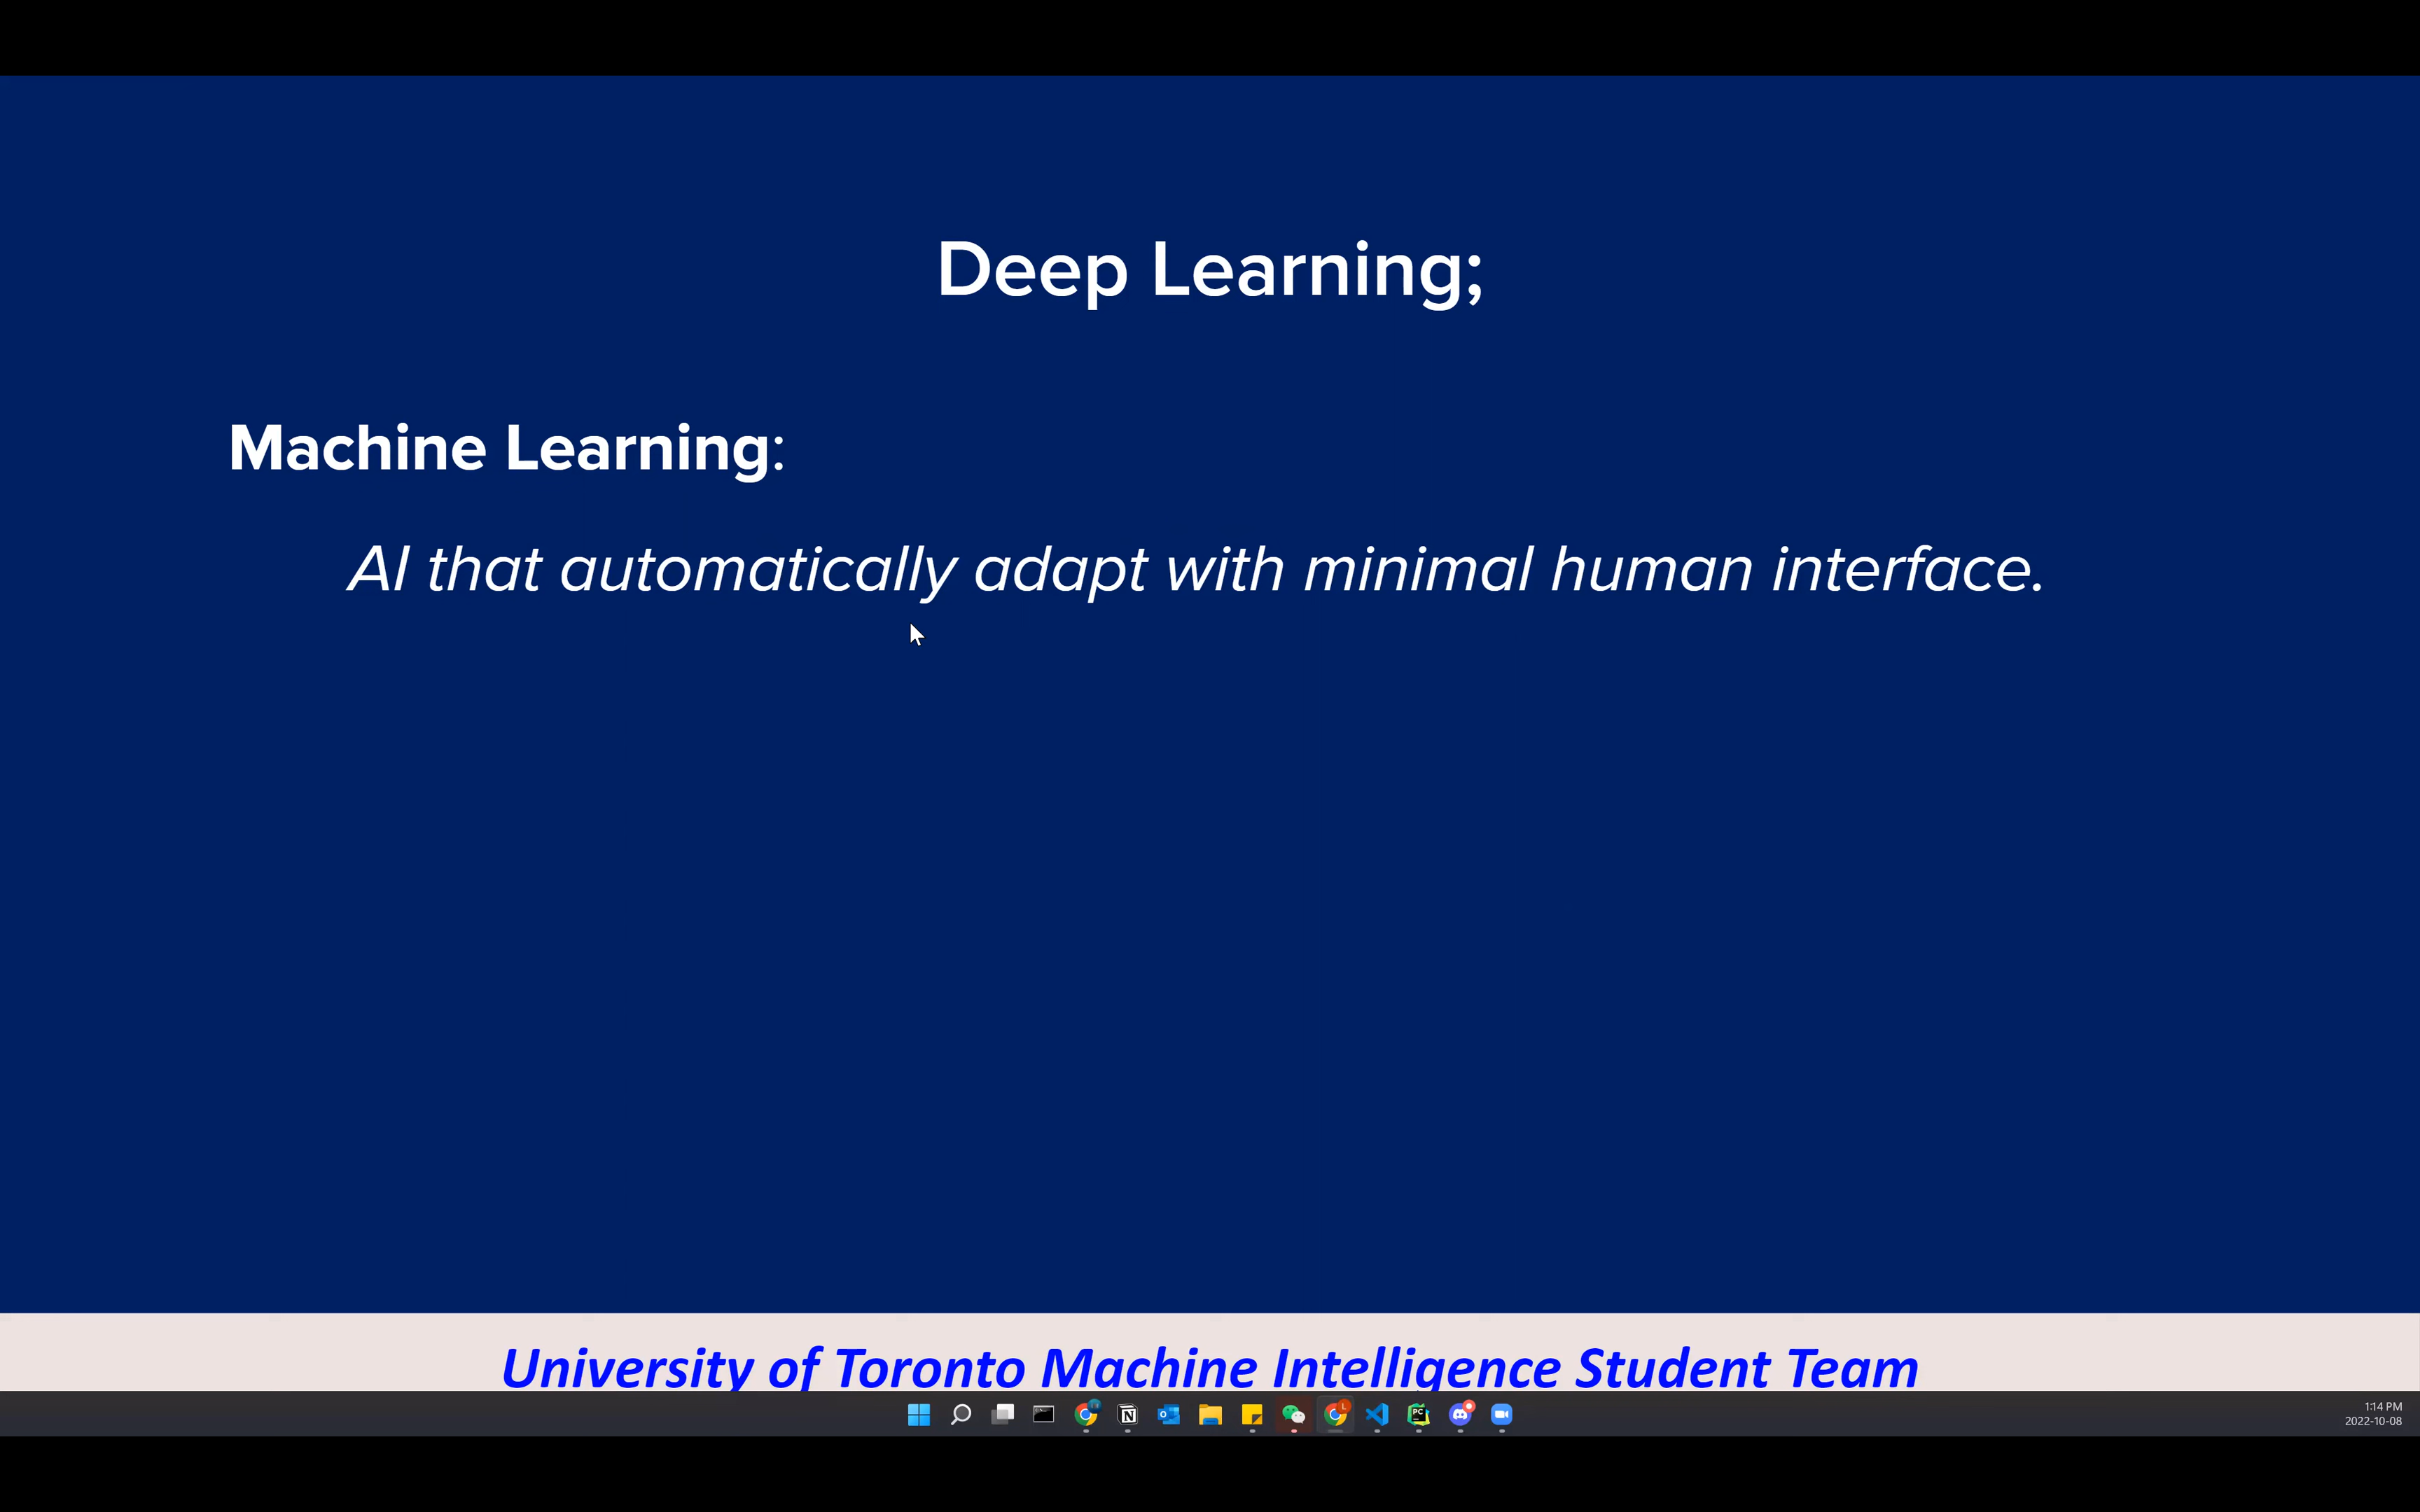 Deep Learning;
Machine Learning:
AI that automatically adapt with minimal human interface.
University of Toronto Machine Intelligence Student Team
1:14 PM
2022-10-08